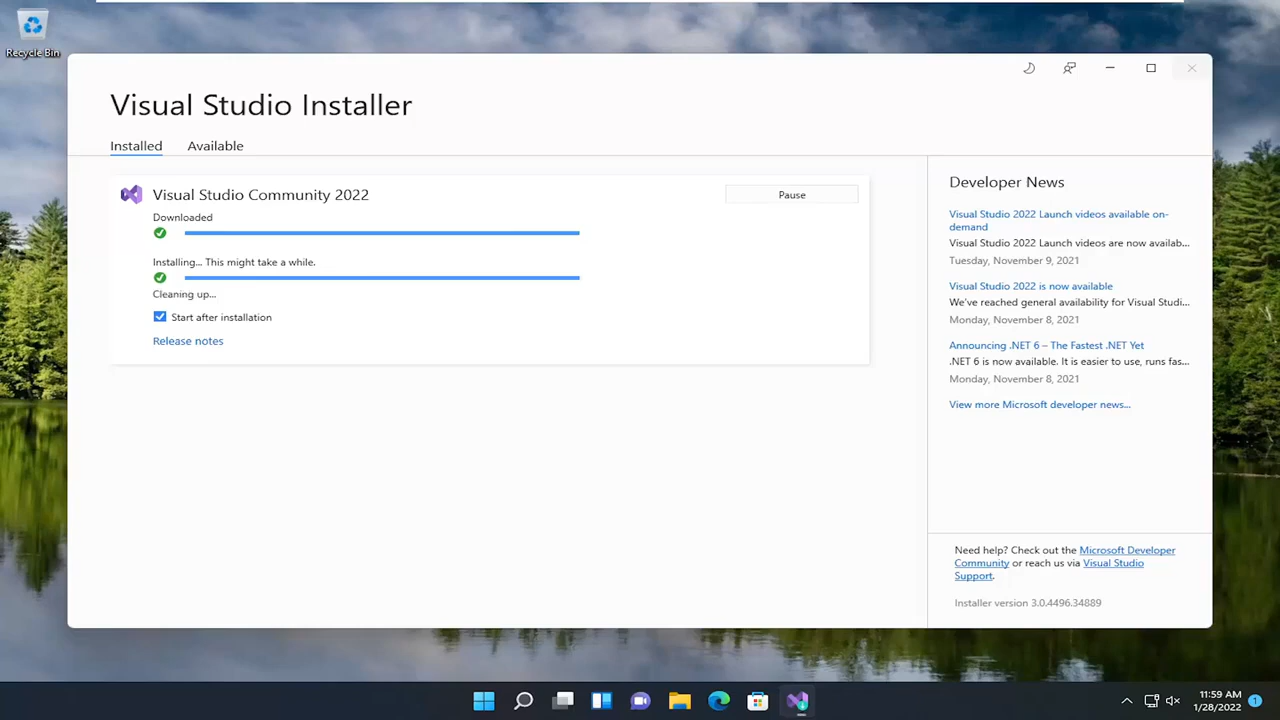 Recycle Bin
Visual Studio Installer
Installed
Available
Visual Studio Community 2022
Pause
Downloaded
Installing... This might take a while.
Cleaning up...
Start after installation
Release notes
Developer News
Visual Studio 2022 Launch videos available on-
demand
Visual Studio 2022 Launch videos are now availab...
Tuesday, November 9, 2021
Visual Studio 2022 is now available
We've reached general availability for Visual Studi...
Monday, November 8, 2021
Announcing .NET 6 – The Fastest .NET Yet
.NET 6 is now available. It is easier to use, runs fas...
Monday, November 8, 2021
View more Microsoft developer news...
Need help? Check out the Microsoft Developer
Community or reach us via Visual Studio
Support.
Installer version 3.0.4496.34889
11:59 AM
1/28/2022
1